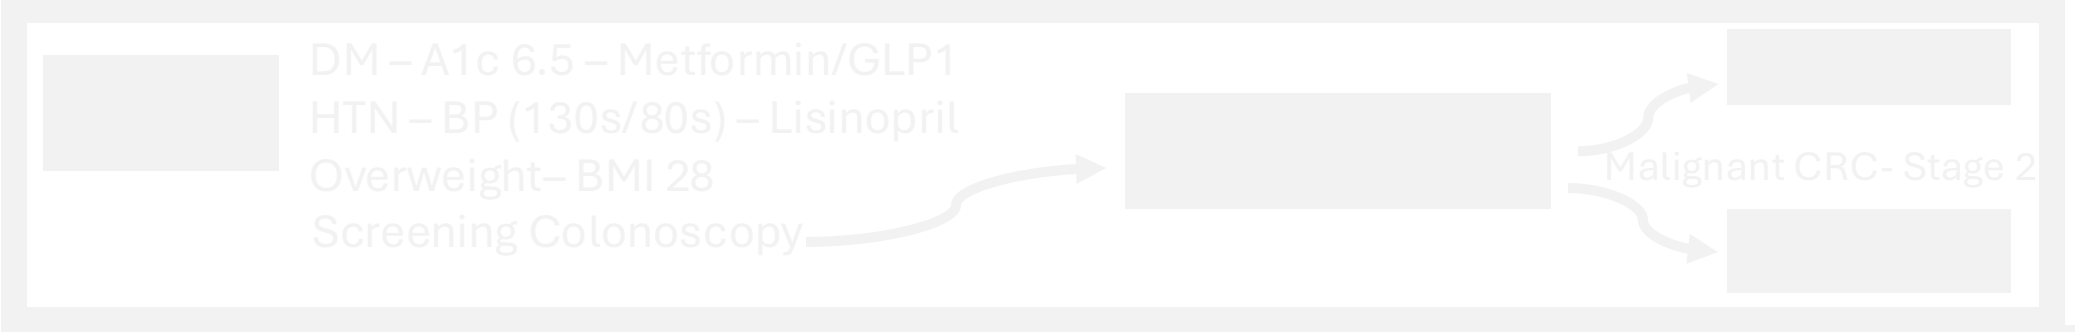 DM – A1c 6.5 – Metformin/GLP1
HTN – BP (130s/80s) – Lisinopril
Overweight– BMI 28
Screening Colonoscopy
Malignant CRC- Stage 2